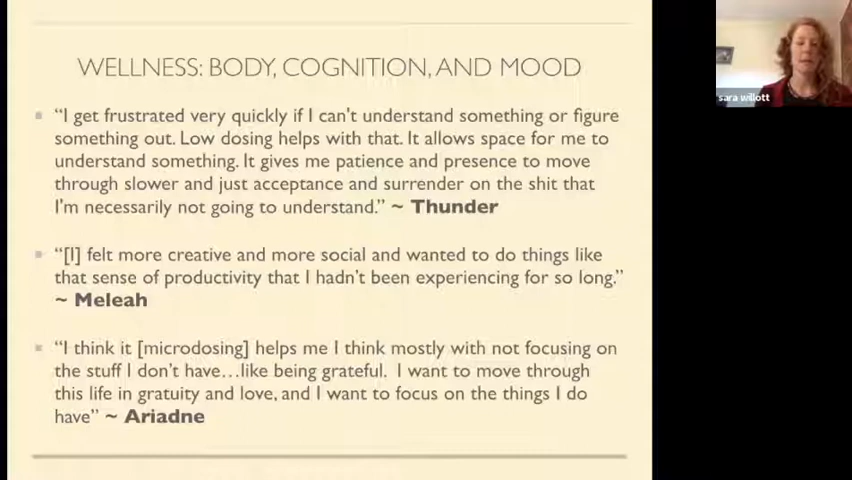 WELLNESS: BODY, COGNITION, AND MOOD
"I get frustrated very quickly if I can't understand something or figure
something out. Low dosing helps with that. It allows space for me to
understand something. It gives me patience and presence to move
through slower and just acceptance and surrender on the shit that
I'm necessarily not going to understand." ~ Thunder
"[I] felt more creative and more social and wanted to do things like
that sense of productivity that I hadn't been experiencing for so long."
~ Meleah
"I think it [microdosing] helps me I think mostly with not focusing on
the stuff I don't have…like being grateful. I want to move through
this life in gratuity and love, and I want to focus on the things I do
have" ~ Ariadne
sara willott